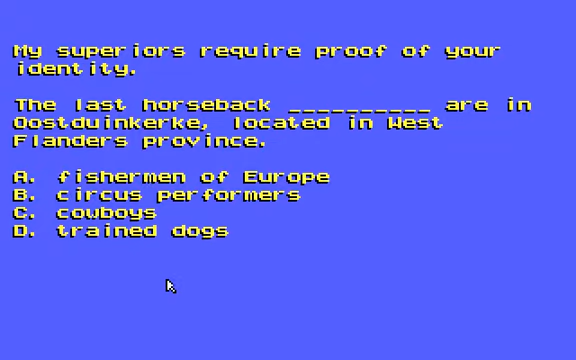 My superiors require proof of your
identity.
The last horseback __________ are in
Oostduinkerke, located in West
Flanders province.
A. fishermen of Europe
B. circus performers
C. cowboys
D. trained dogs